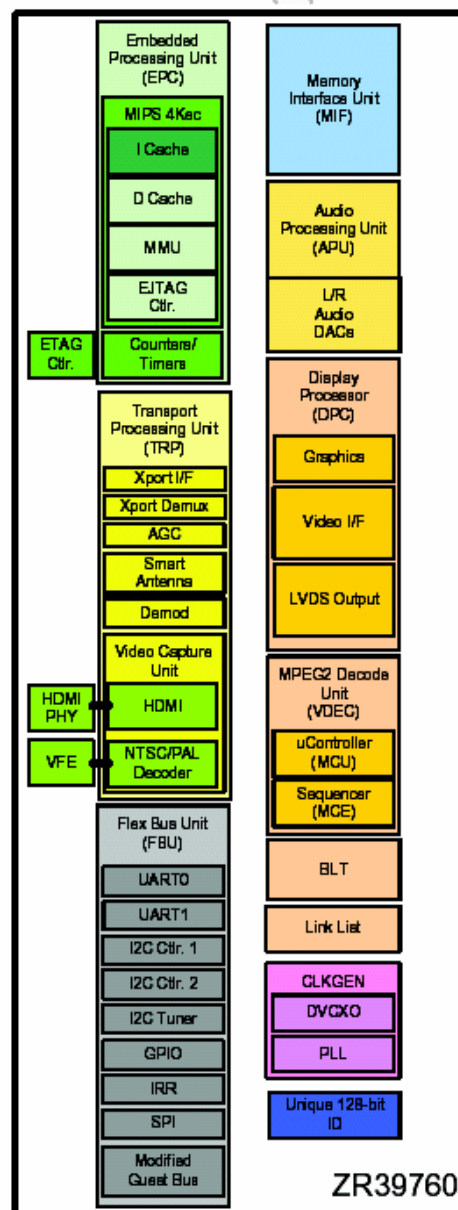 Embedded
Processing Unit
(EPC)
MIPS 4Kec
I Cache
D Cache
MMU
EJTAG
Ctlr.
ETAG
Ctlr.
Counters/
Timers
Transport
Processing Unit
(TRP)
Xport I/F
Xport Demux
AGC
Smart
Antenna
Demod
Video Capture
Unit
HDMI
PHY
HDMI
VFE
NTSC/PAL
Decoder
Flex Bus Unit
(FBU)
UART0
UART1
I2C Ctlr. 1
I2C Ctlr. 2
I2C Tuner
GPIO
IRR
SPI
Modified
Guest Bus
Memory
Interface Unit
(MIF)
Audio
Processing Unit
(APU)
L/R
Audio
DACs
Display
Processor
(DPC)
Graphics
Video I/F
LVDS Output
MPEG2 Decode
Unit
(VDEC)
uController
(MCU)
Sequencer
(MCE)
BLT
Link List
CLKGEN
DVCXO
PLL
Unique 128-bit
ID
ZR39760